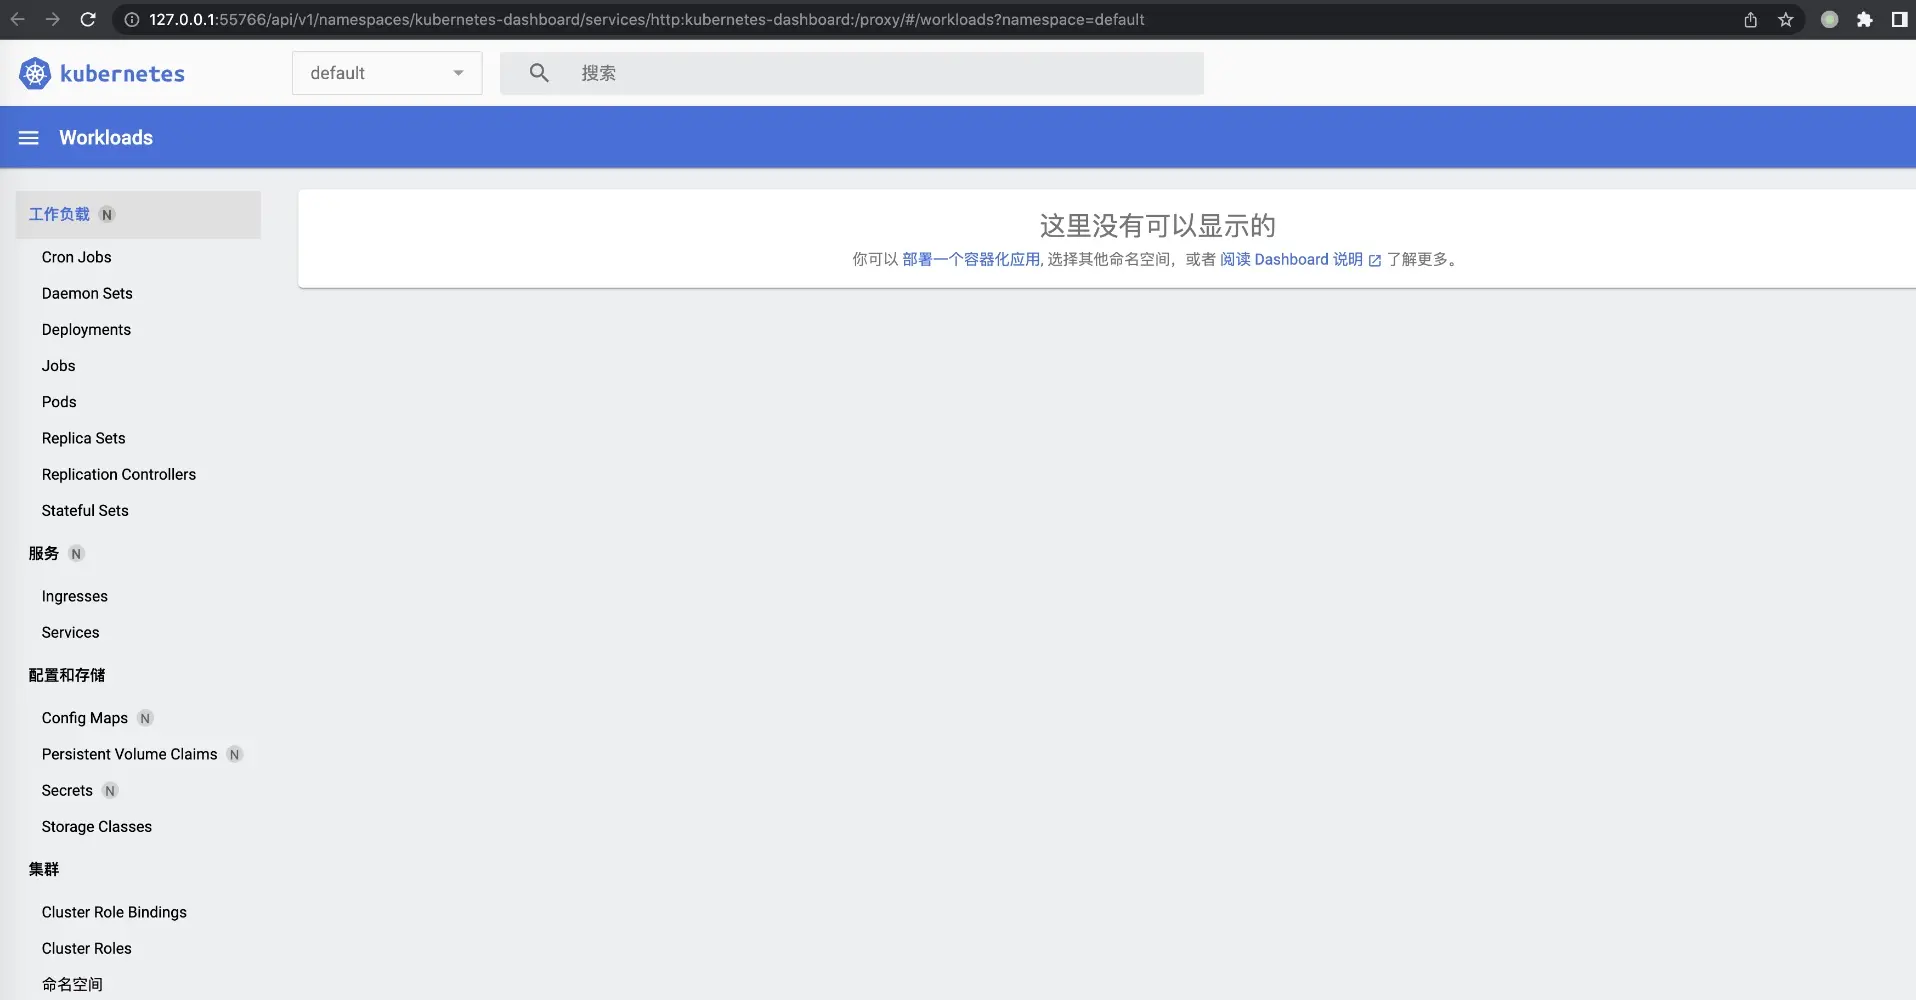 127.0.0.1:55766/api/v1/namespaces/kubernetes-dashboard/services/http:kubernetes-dashboard:/proxy/#/workloads?namespace=default
kubernetes
default
搜索
Workloads
工作负载 N
Cron Jobs
Daemon Sets
Deployments
Jobs
Pods
Replica Sets
Replication Controllers
Stateful Sets
服务 N
Ingresses
Services
配置和存储
Config Maps N
Persistent Volume Claims N
Secrets N
Storage Classes
集群
Cluster Role Bindings
Cluster Roles
命名空间
这里没有可以显示的
你可以 部署一个容器化应用, 选择其他命名空间，或者 阅读 Dashboard 说明 了解更多。